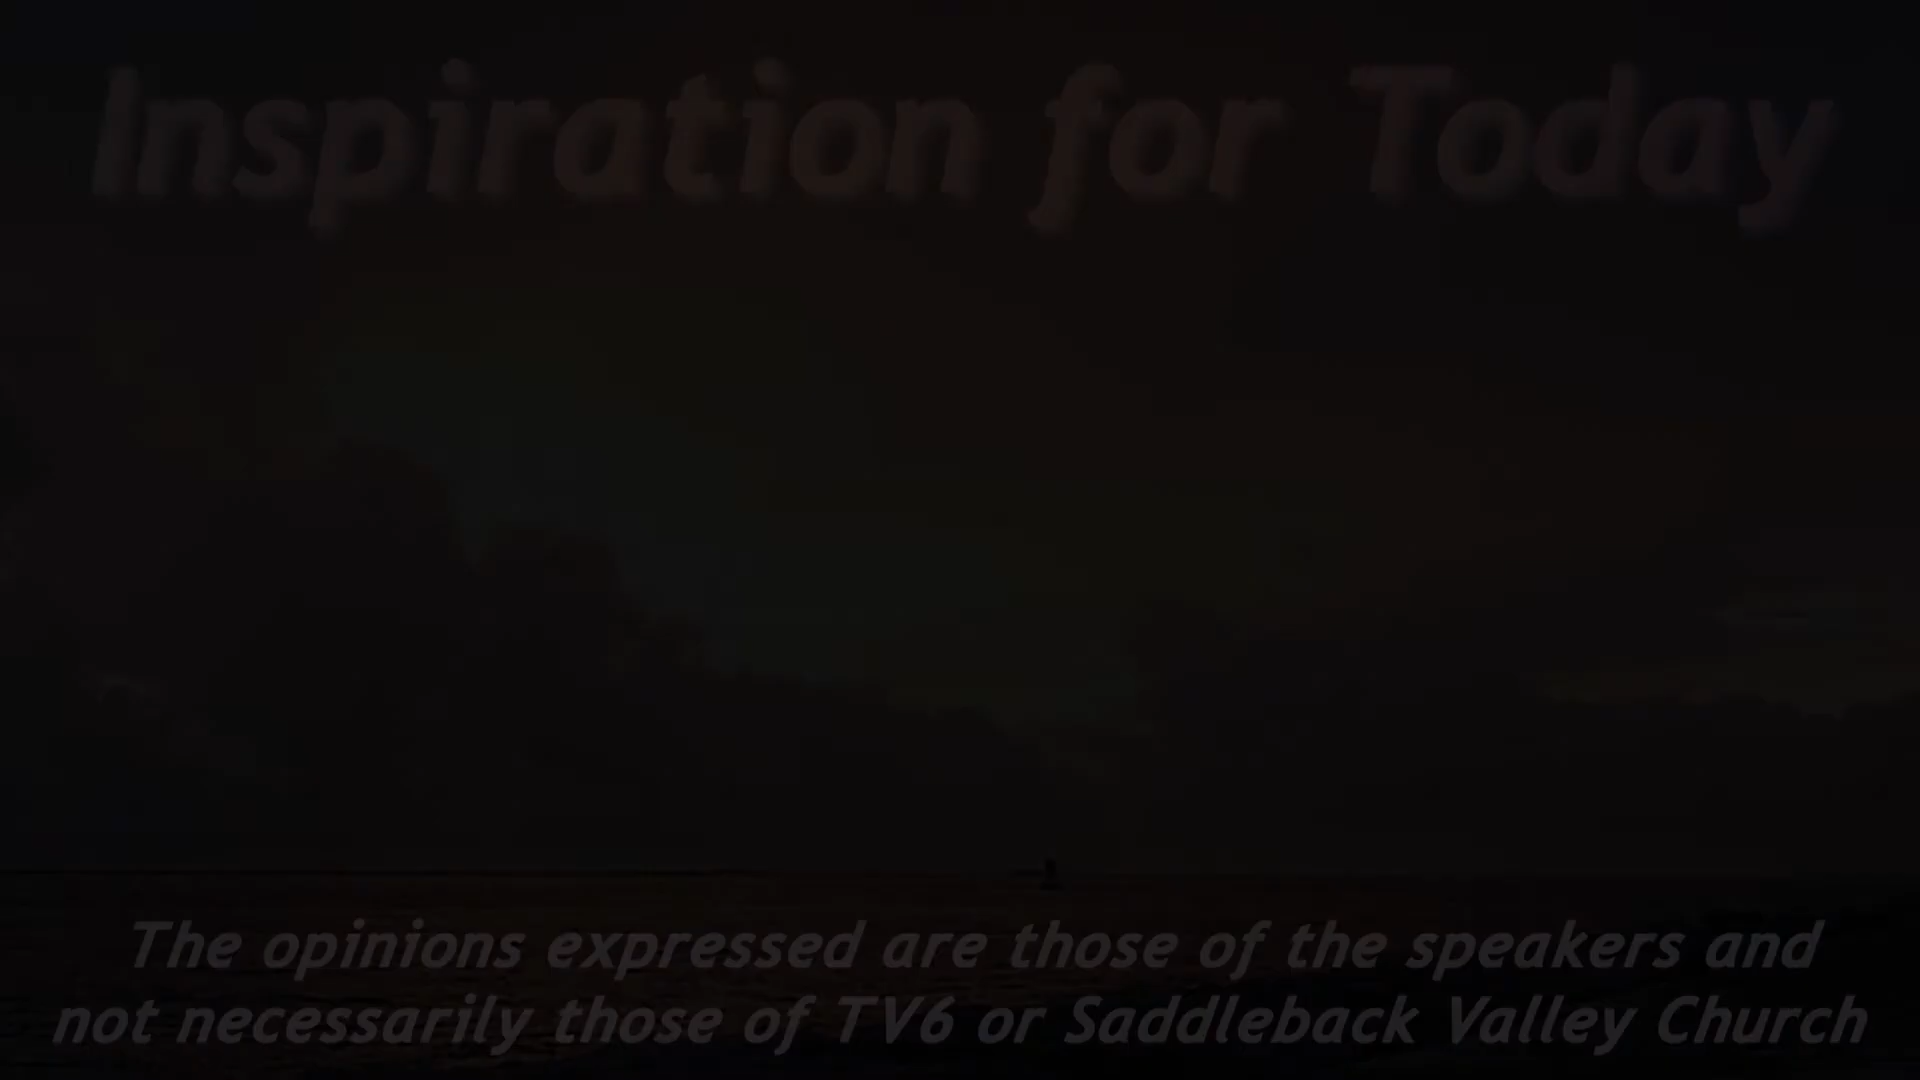 Inspiration for Today
The opinions expressed are those of the speakers and
not necessarily those of TV6 or Saddleback Valley Church